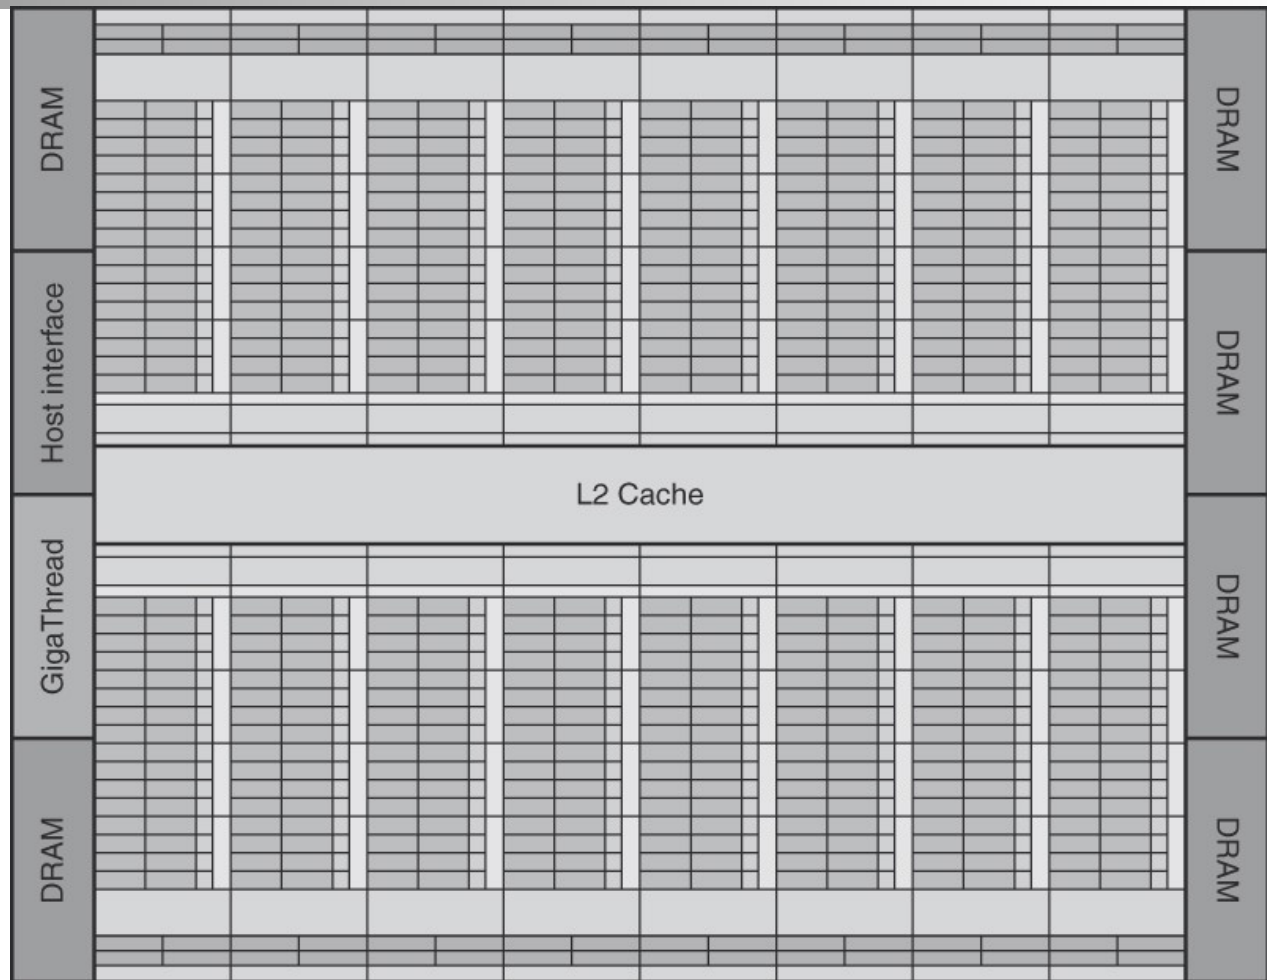 DRAM
Host interface
GigaThread
DRAM
L2 Cache
DRAM
DRAM
DRAM
DRAM